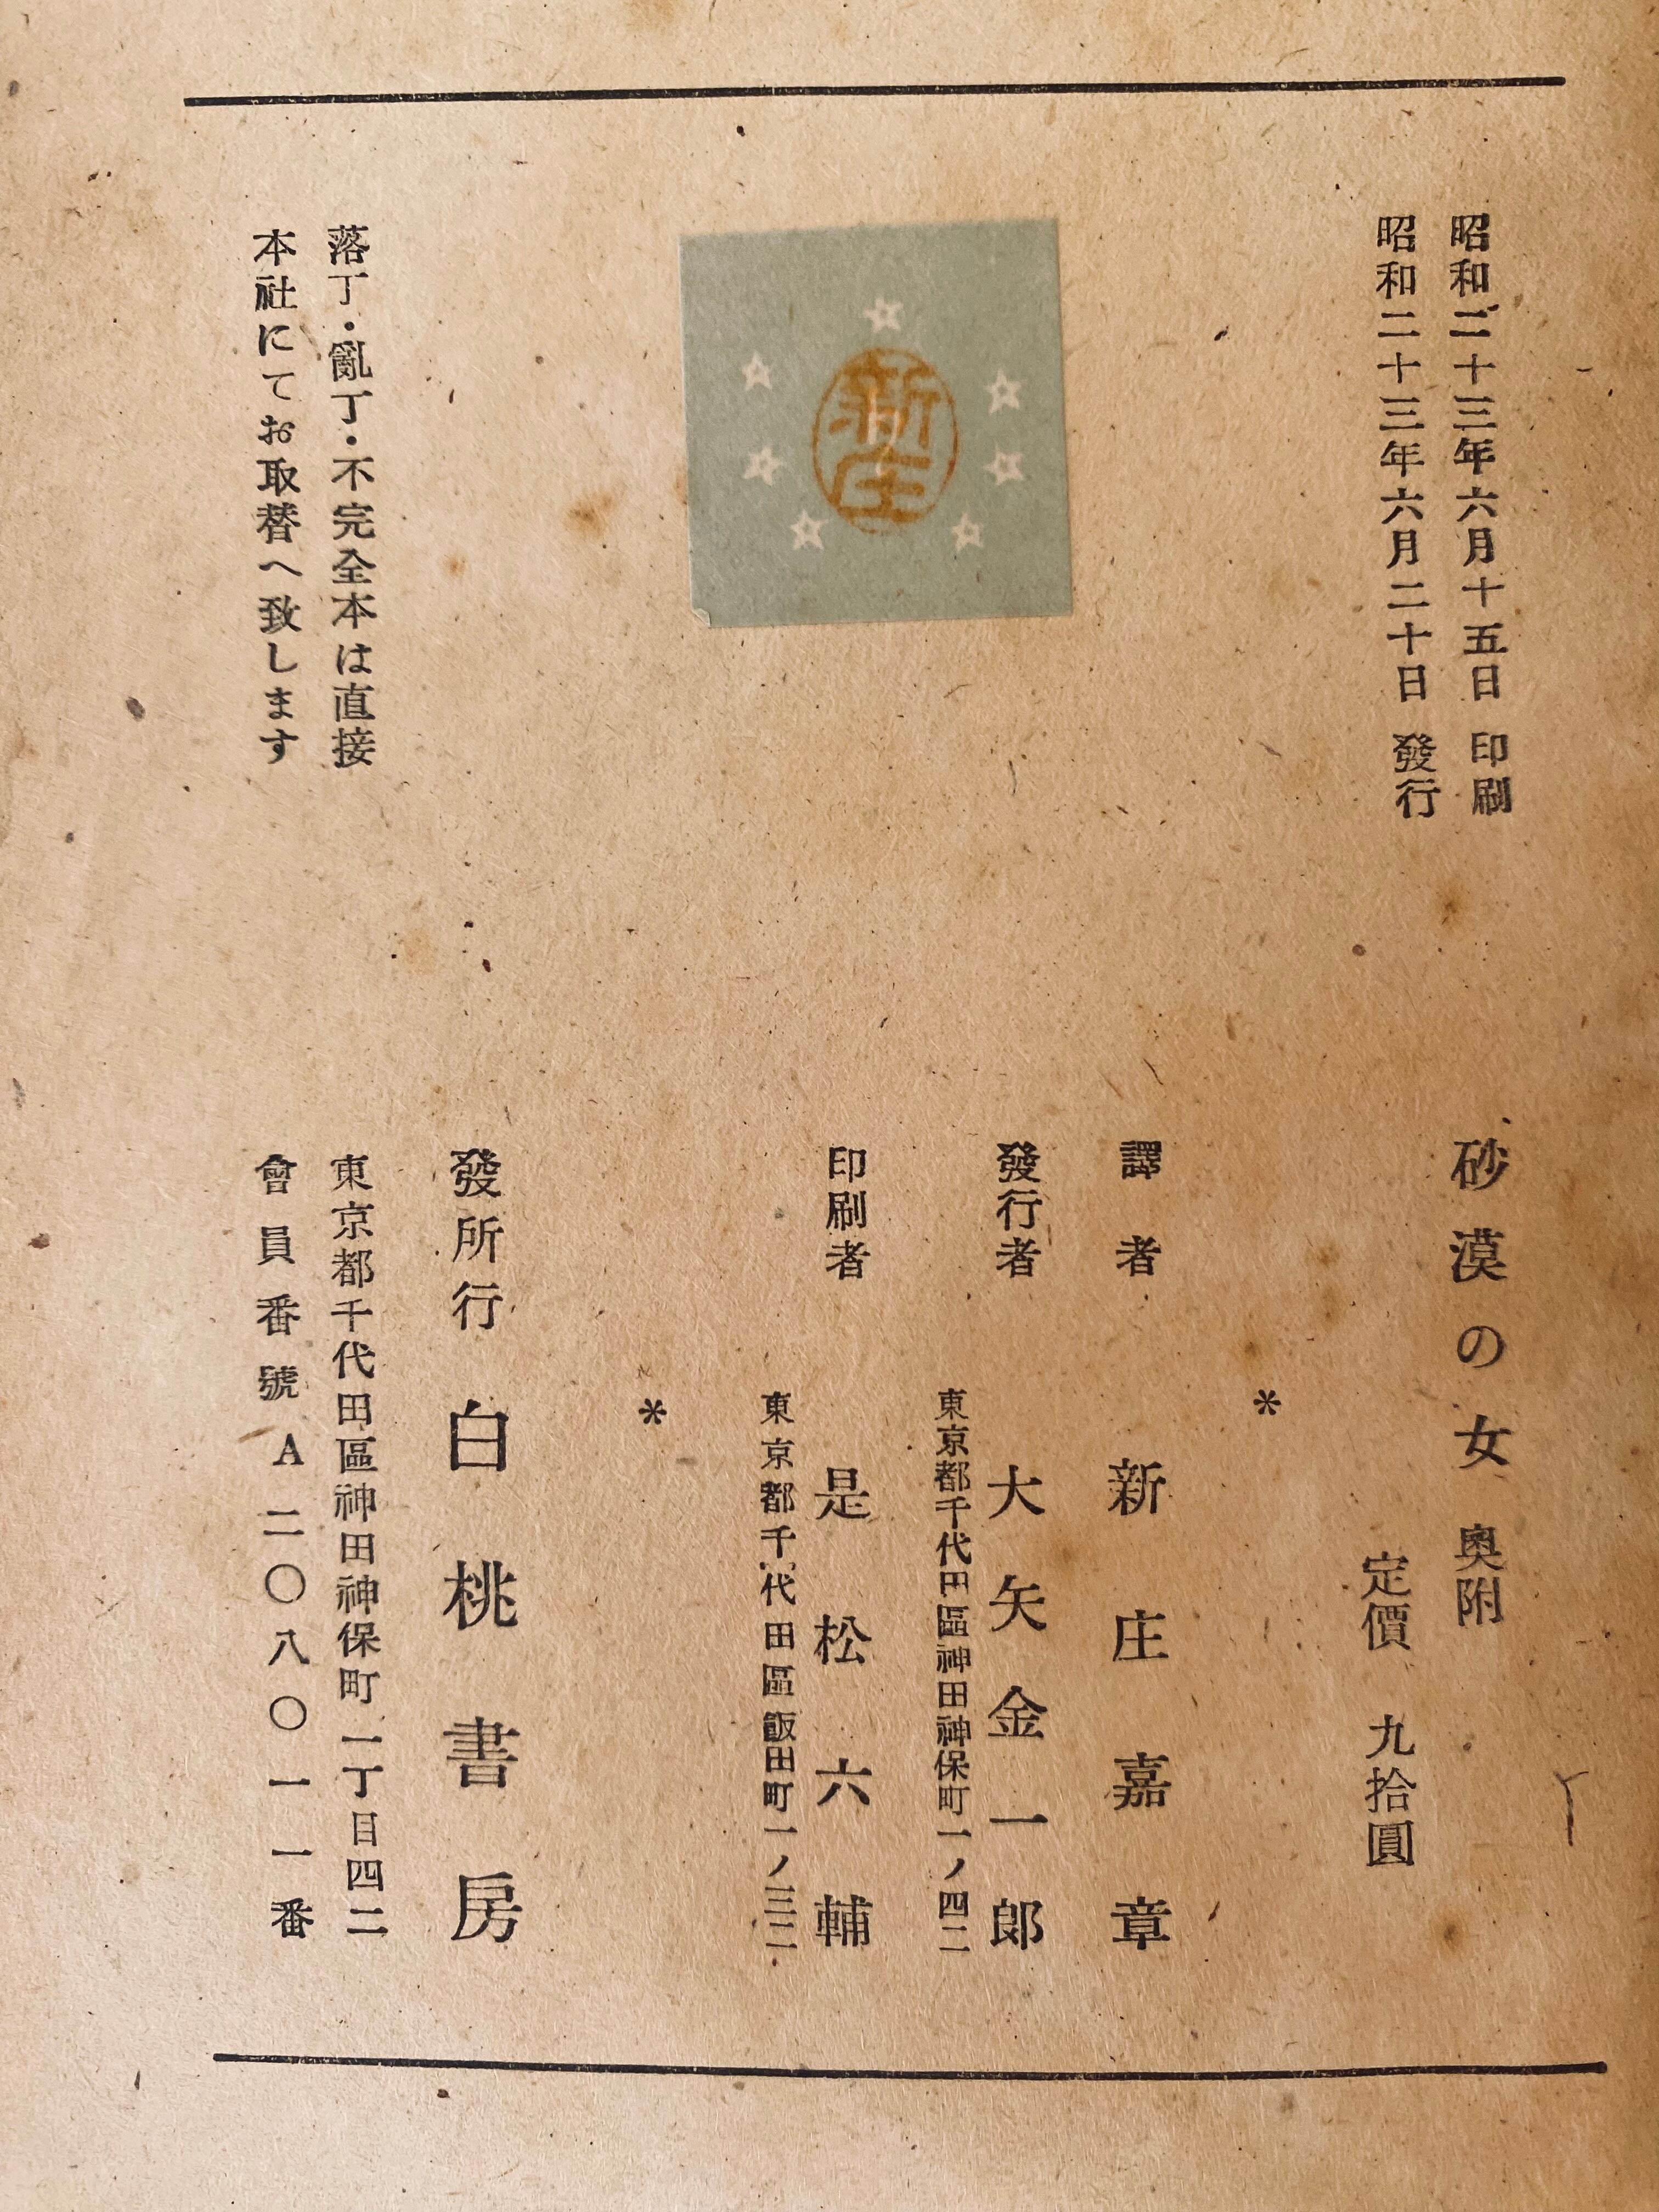 昭和二十三年六月十五日 印刷
昭和二十三年六月二十日 發行
新庄
落丁・亂丁・不完全本は直接
本社にてお取替へ致します
砂漠の女 奥附
定價 九拾圓
*
譯者 新庄嘉章
發行者 大矢金一郎
東京都千代田區神田神保町一ノ四二
印刷者 是松六輔
東京都千代田區飯田町一ノ三二
*
發所行 白桃書房
東京都千代田區神田神保町一丁目四二
會員番號 A二〇八〇一一番